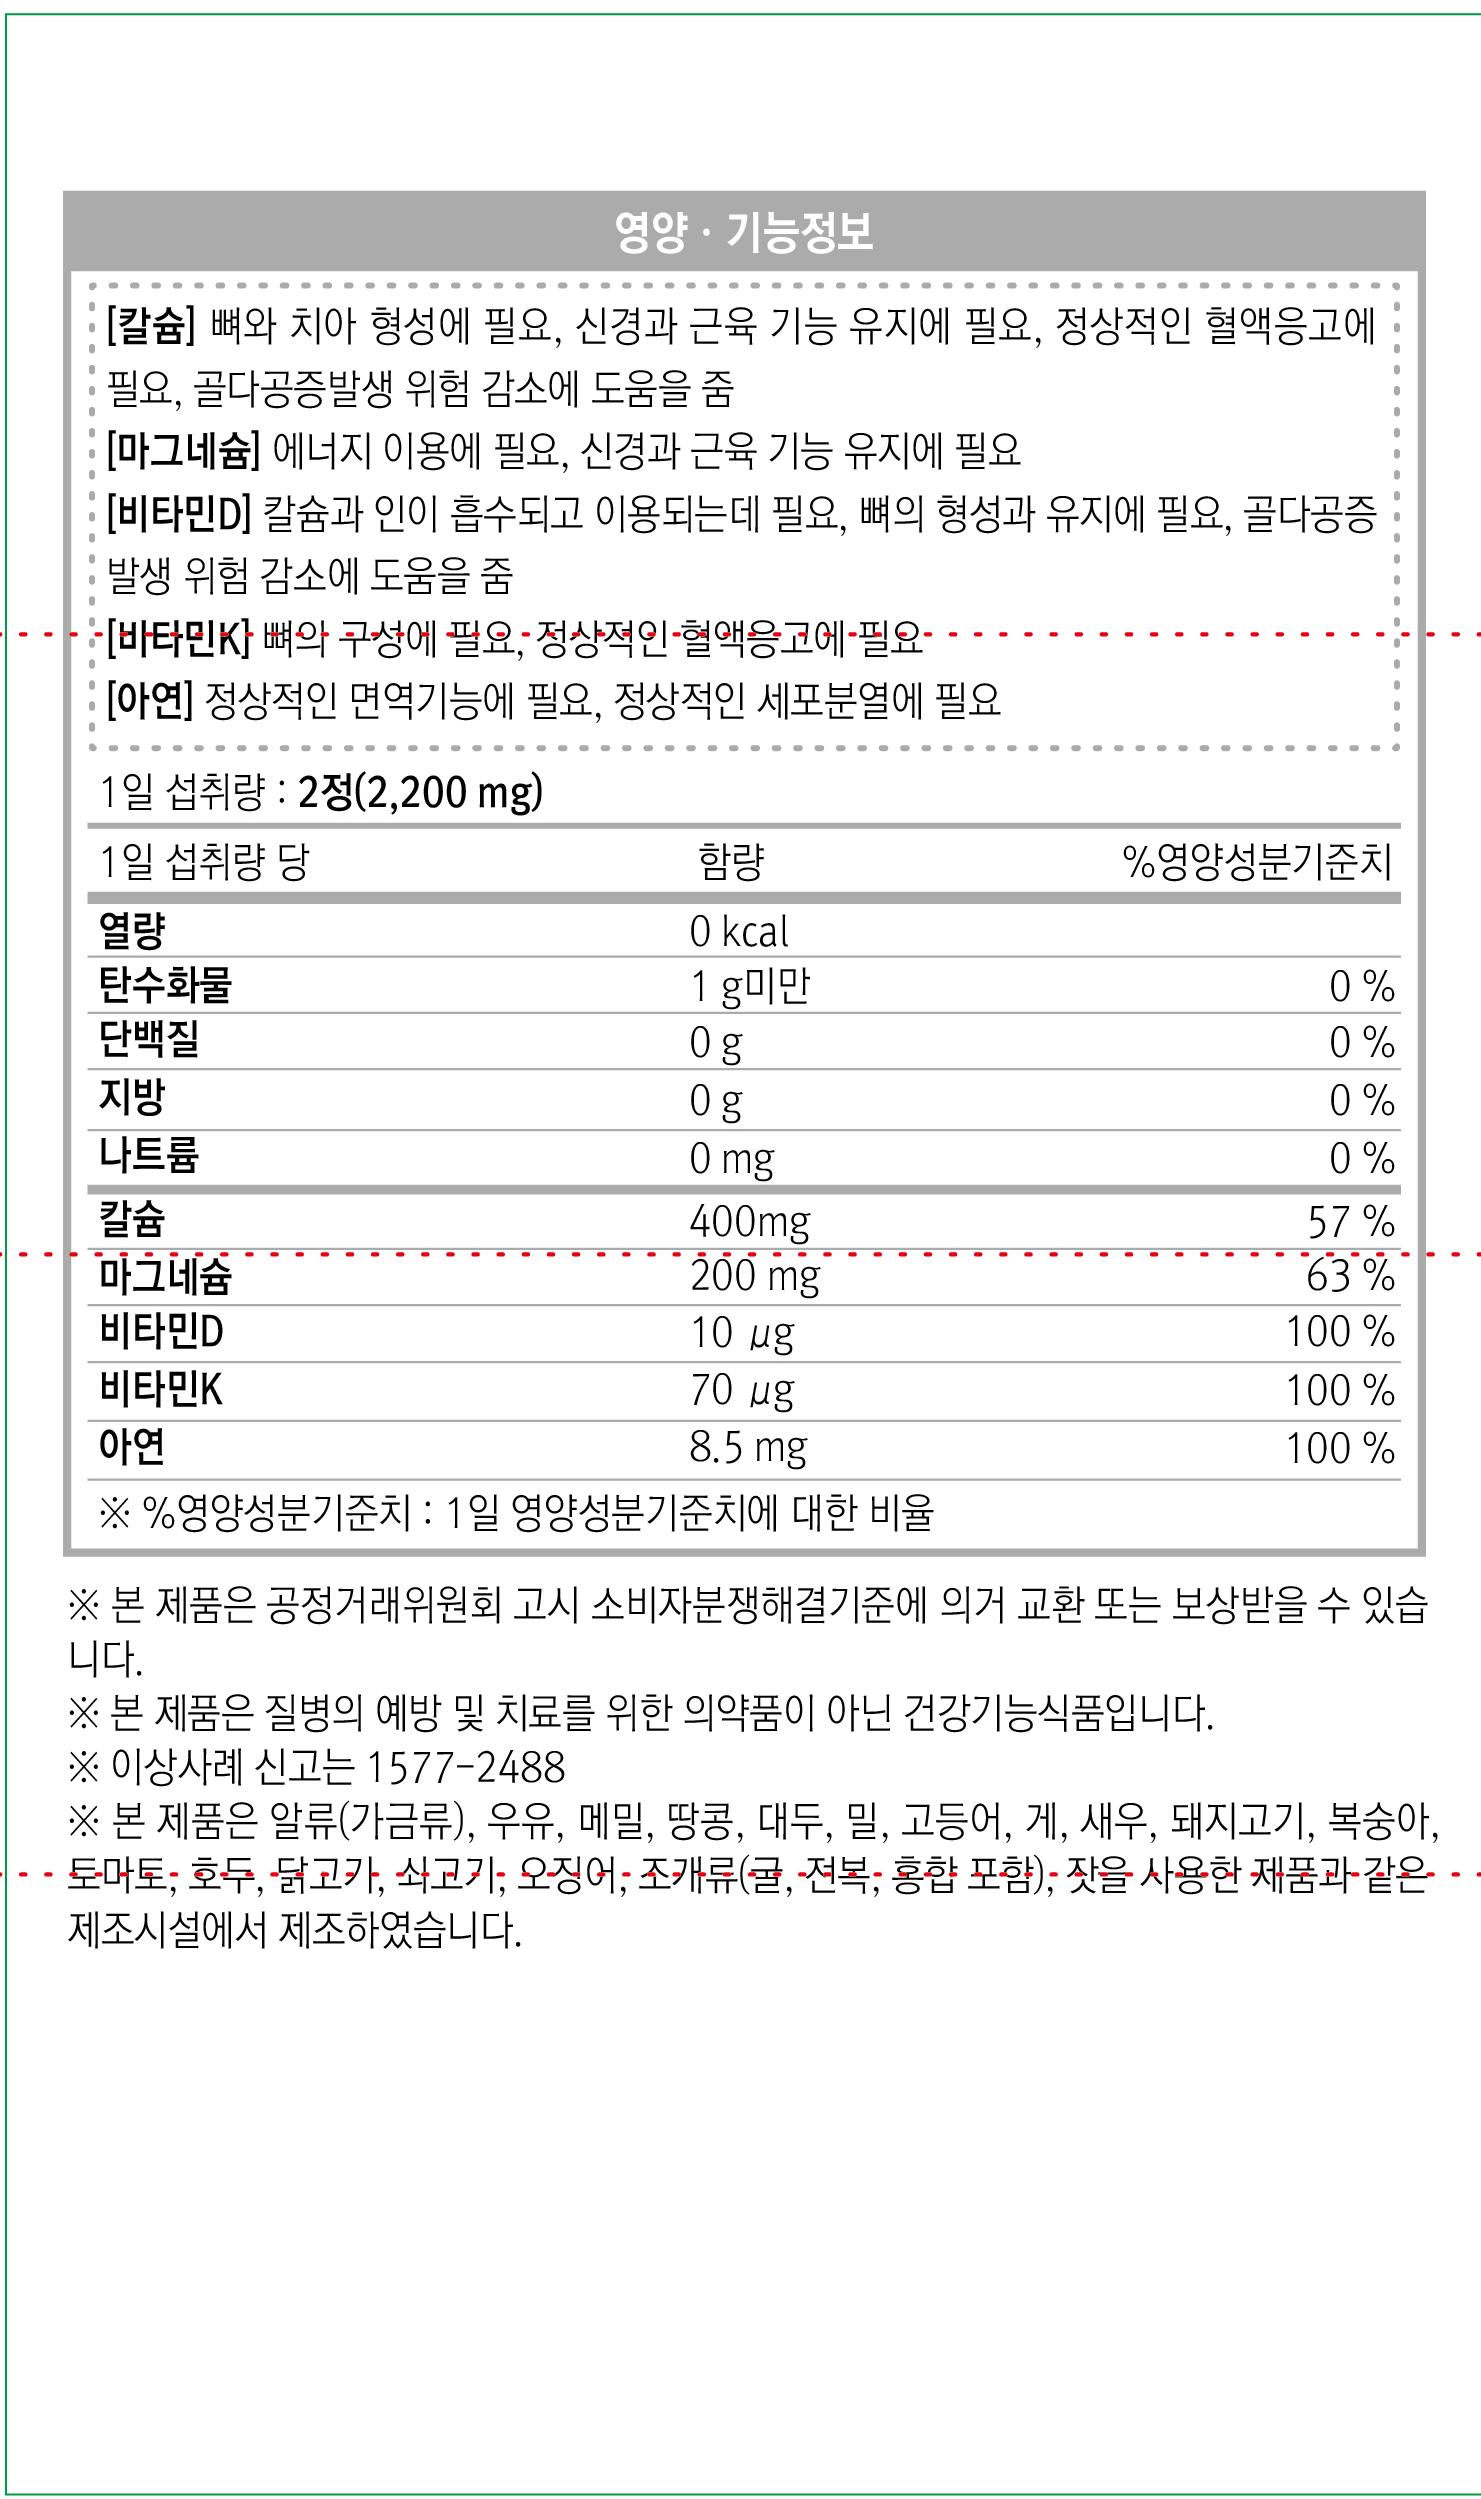 영양 · 기능정보
[칼슘] 뼈와 치아 형성에 필요, 신경과 근육 기능 유지에 필요, 정상적인 혈액응고에
필요, 골다공증발생 위험 감소에 도움을 줌
[마그네슘] 에너지 이용에 필요, 신경과 근육 기능 유지에 필요
[비타민D] 칼슘과 인이 흡수되고 이용되는데 필요, 뼈의 형성과 유지에 필요, 골다공증
발생 위험 감소에 도움을 줌
[비타민K] 뼈의 구성에 필요, 정상적인 혈액응고에 필요
[아연] 정상적인 면역기능에 필요, 정상적인 세포분열에 필요
1일 섭취량 : 2정(2,200 mg)
1일 섭취량 당 함량 %영양성분기준치
열량 0 kcal
탄수화물 1 g미만 0 %
단백질 0 g 0 %
지방 0 g 0 %
나트륨 0 mg 0 %
칼슘 400mg 57 %
마그네슘 200 mg 63 %
비타민D 10 μg 100 %
비타민K 70 μg 100 %
아연 8.5 mg 100 %
※ %영양성분기준치 : 1일 영양성분기준치에 대한 비율
※ 본 제품은 공정거래위원회 고시 소비자분쟁해결기준에 의거 교환 또는 보상받을 수 있습
니다.
※ 본 제품은 질병의 예방 및 치료를 위한 의약품이 아닌 건강기능식품입니다.
※ 이상사례 신고는 1577-2488
※ 본 제품은 알류(가금류), 우유, 메밀, 땅콩, 대두, 밀, 고등어, 게, 새우, 돼지고기, 복숭아,
토마토, 호두, 닭고기, 쇠고기, 오징어, 조개류(굴, 전복, 홍합 포함), 잣을 사용한 제품과 같은
제조시설에서 제조하였습니다.